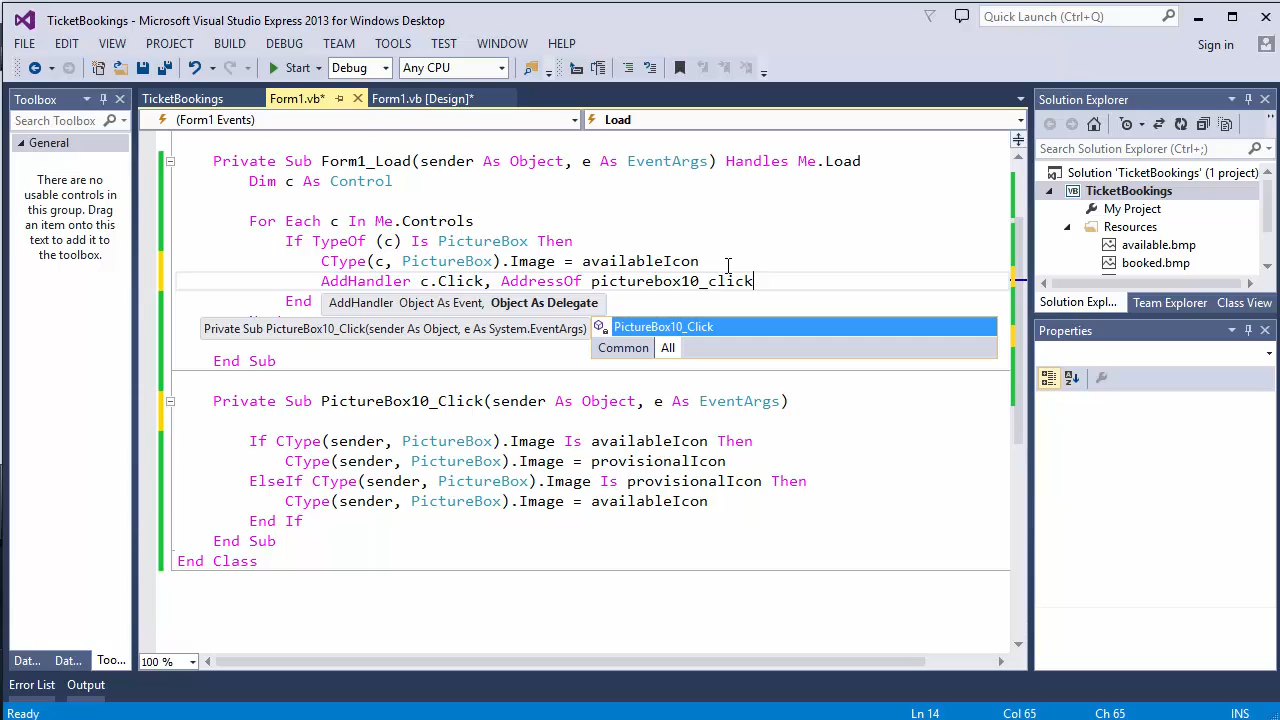 TicketBookings - Microsoft Visual Studio Express 2013 for Windows Desktop
Quick Launch (Ctrl+Q)
FILE EDIT VIEW PROJECT BUILD DEBUG TEAM TOOLS TEST WINDOW HELP
Sign in
Start Debug Any CPU
Toolbox
Search Toolbox
General
There are no
usable controls in
this group. Drag
an item onto this
text to add it to
the toolbox.
Dat... Dat... Too...
TicketBookings Form1.vb* Form1.vb [Design]*
(Form1 Events) Load
Private Sub Form1_Load(sender As Object, e As EventArgs) Handles Me.Load
Dim c As Control
For Each c In Me.Controls
If TypeOf (c) Is PictureBox Then
CType(c, PictureBox).Image = availableIcon
AddHandler c.Click, AddressOf picturebox10_click
End
AddHandler Object As Event, Object As Delegate
Private Sub PictureBox10_Click(sender As Object, e As System.EventArgs)
PictureBox10_Click
Common All
End Sub
Private Sub PictureBox10_Click(sender As Object, e As EventArgs)
If CType(sender, PictureBox).Image Is availableIcon Then
CType(sender, PictureBox).Image = provisionalIcon
ElseIf CType(sender, PictureBox).Image Is provisionalIcon Then
CType(sender, PictureBox).Image = availableIcon
End If
End Sub
End Class
100 %
Solution Explorer
Search Solution Explorer (Ctrl+;)
Solution 'TicketBookings' (1 project)
VB TicketBookings
My Project
Resources
available.bmp
booked.bmp
Solution Expl... Team Explorer Class View
Properties
Error List Output
Ready Ln 14 Col 65 Ch 65 INS